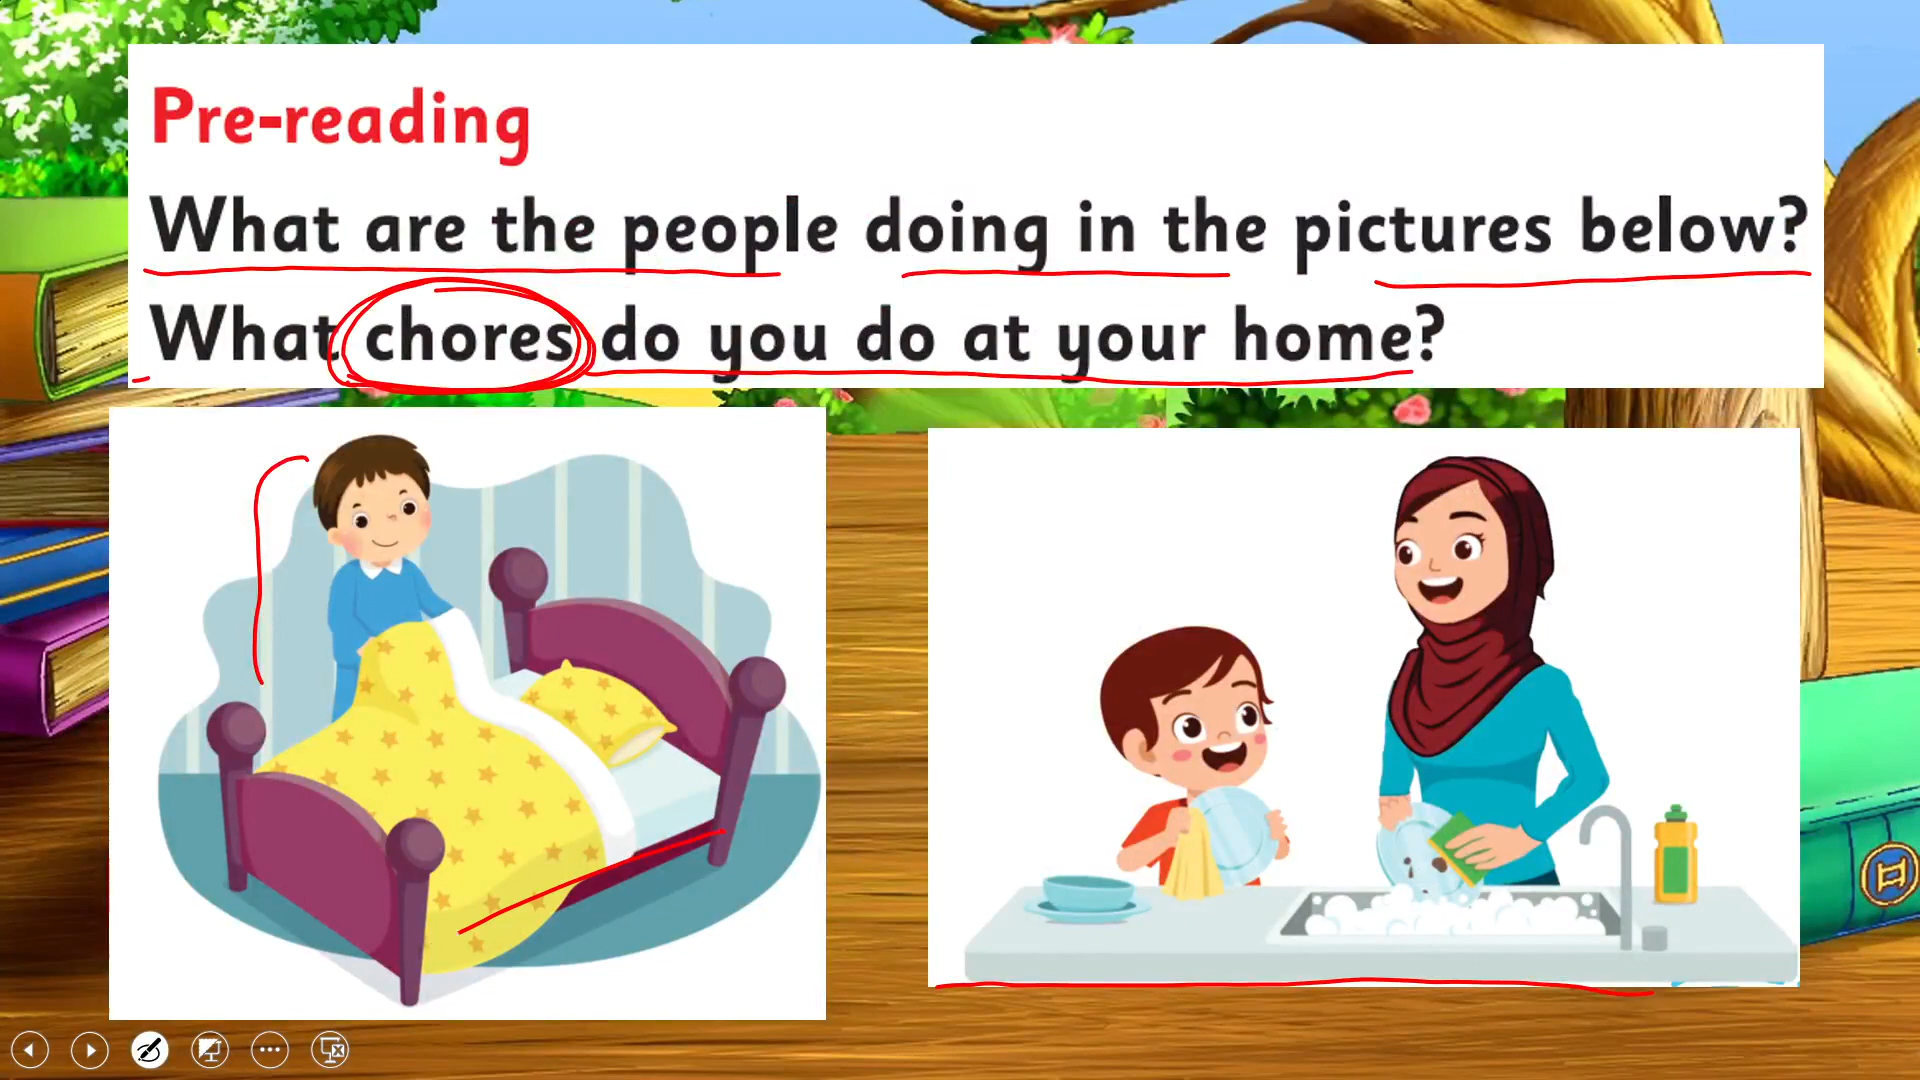 Pre-reading
What are the people doing in the pictures below?
What chores do you do at your home?